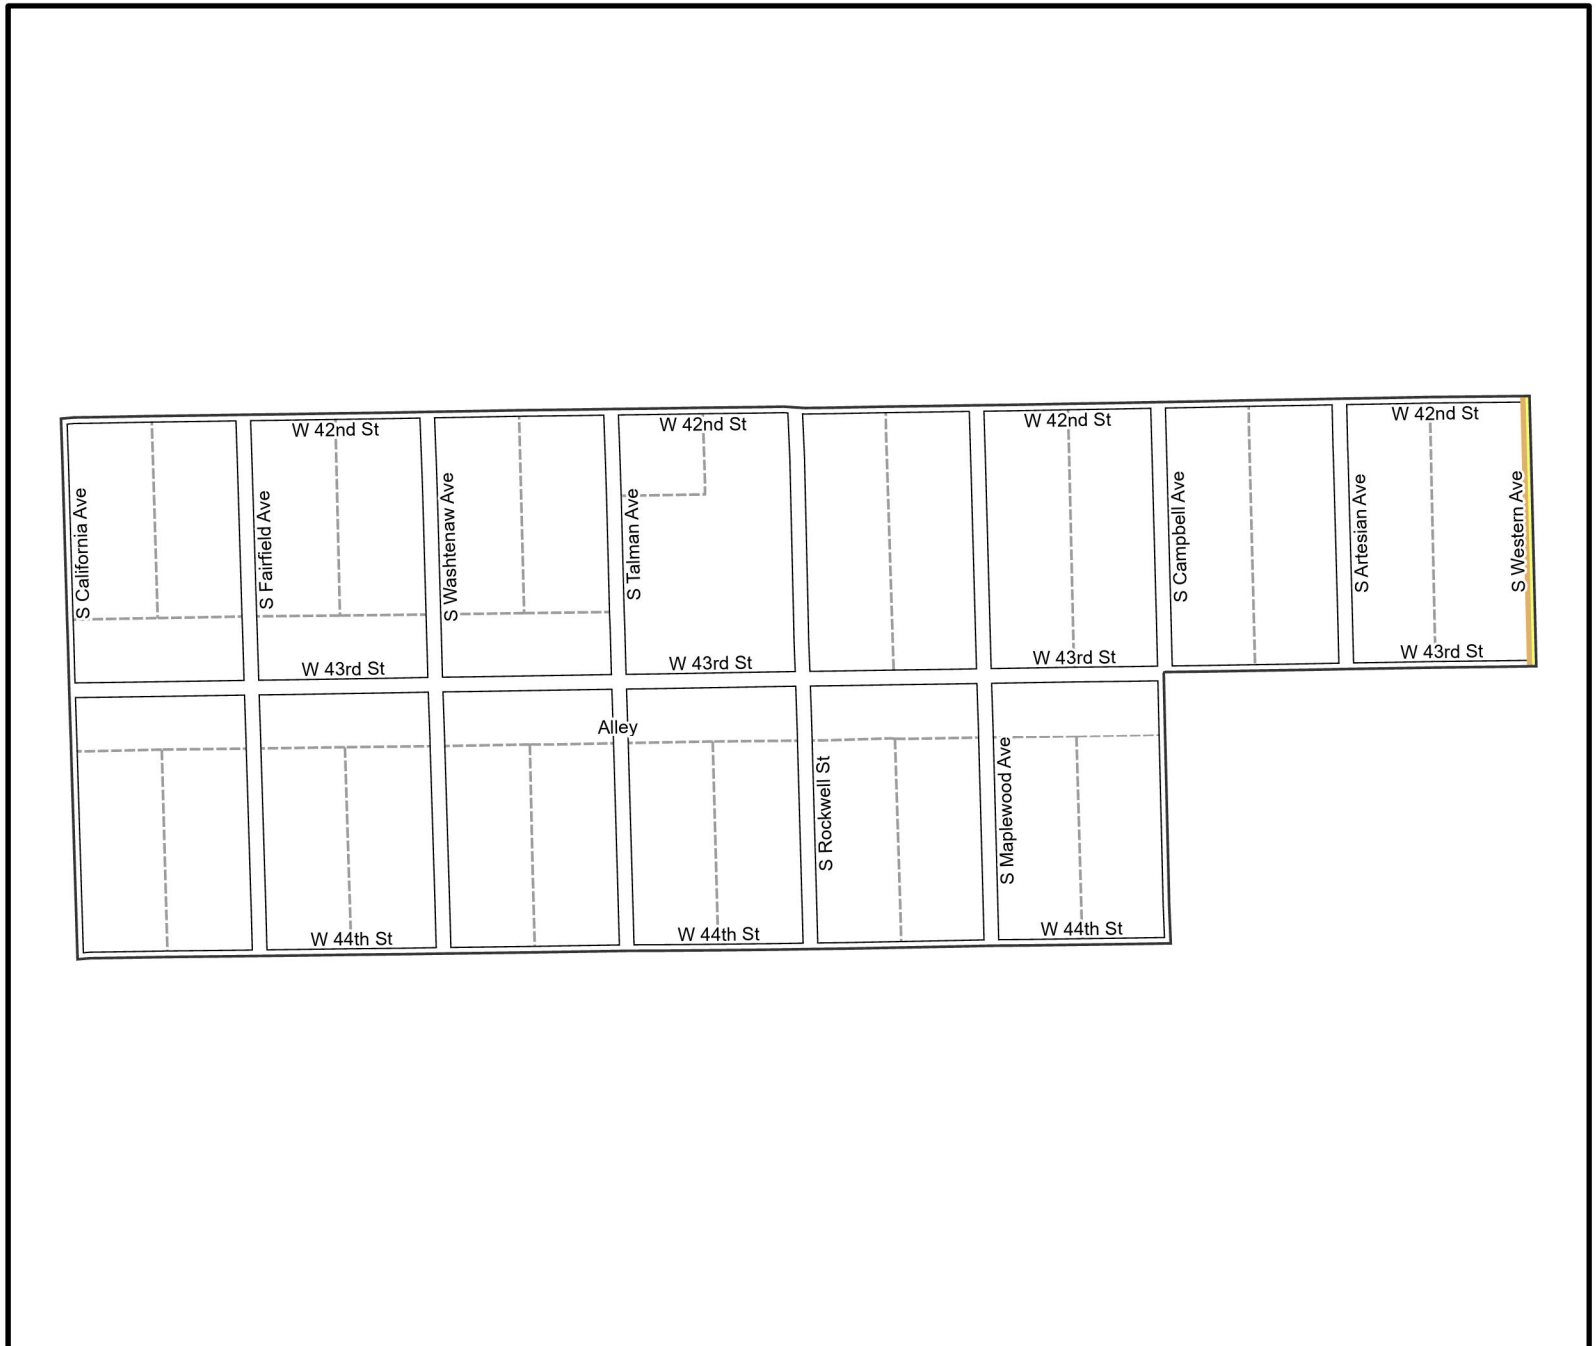 W 42nd St
W 42nd St
W 42nd St
W 42nd St
S California Ave
S Fairfield Ave
S Washtenaw Ave
S Talman Ave
S Campbell Ave
S Artesian Ave
S Western Ave
W 43rd St
W 43rd St
W 43rd St
W 43rd St
Alley
S Rockwell St
S Maplewood Ave
W 44th St
W 44th St
W 44th St